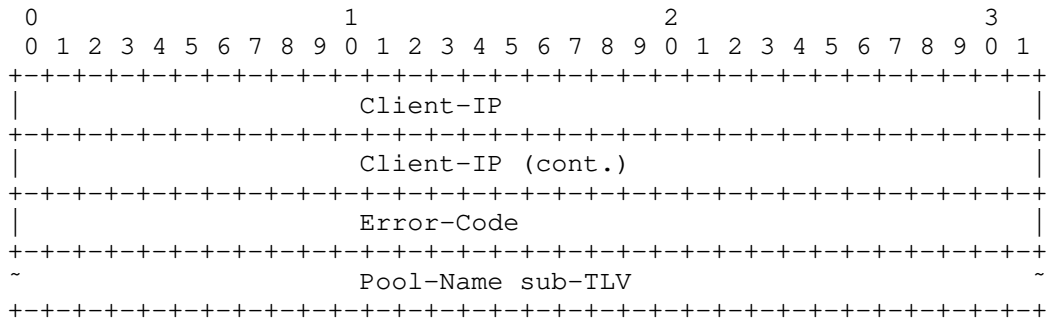 0                   1                   2                   3
 0 1 2 3 4 5 6 7 8 9 0 1 2 3 4 5 6 7 8 9 0 1 2 3 4 5 6 7 8 9 0 1
+-+-+-+-+-+-+-+-+-+-+-+-+-+-+-+-+-+-+-+-+-+-+-+-+-+-+-+-+-+-+-+-+
|                     Client-IP                                 |
+-+-+-+-+-+-+-+-+-+-+-+-+-+-+-+-+-+-+-+-+-+-+-+-+-+-+-+-+-+-+-+-+
|                     Client-IP (cont.)                         |
+-+-+-+-+-+-+-+-+-+-+-+-+-+-+-+-+-+-+-+-+-+-+-+-+-+-+-+-+-+-+-+-+
|                     Error-Code                                |
+-+-+-+-+-+-+-+-+-+-+-+-+-+-+-+-+-+-+-+-+-+-+-+-+-+-+-+-+-+-+-+-+
~                     Pool-Name sub-TLV                         ~
+-+-+-+-+-+-+-+-+-+-+-+-+-+-+-+-+-+-+-+-+-+-+-+-+-+-+-+-+-+-+-+-+